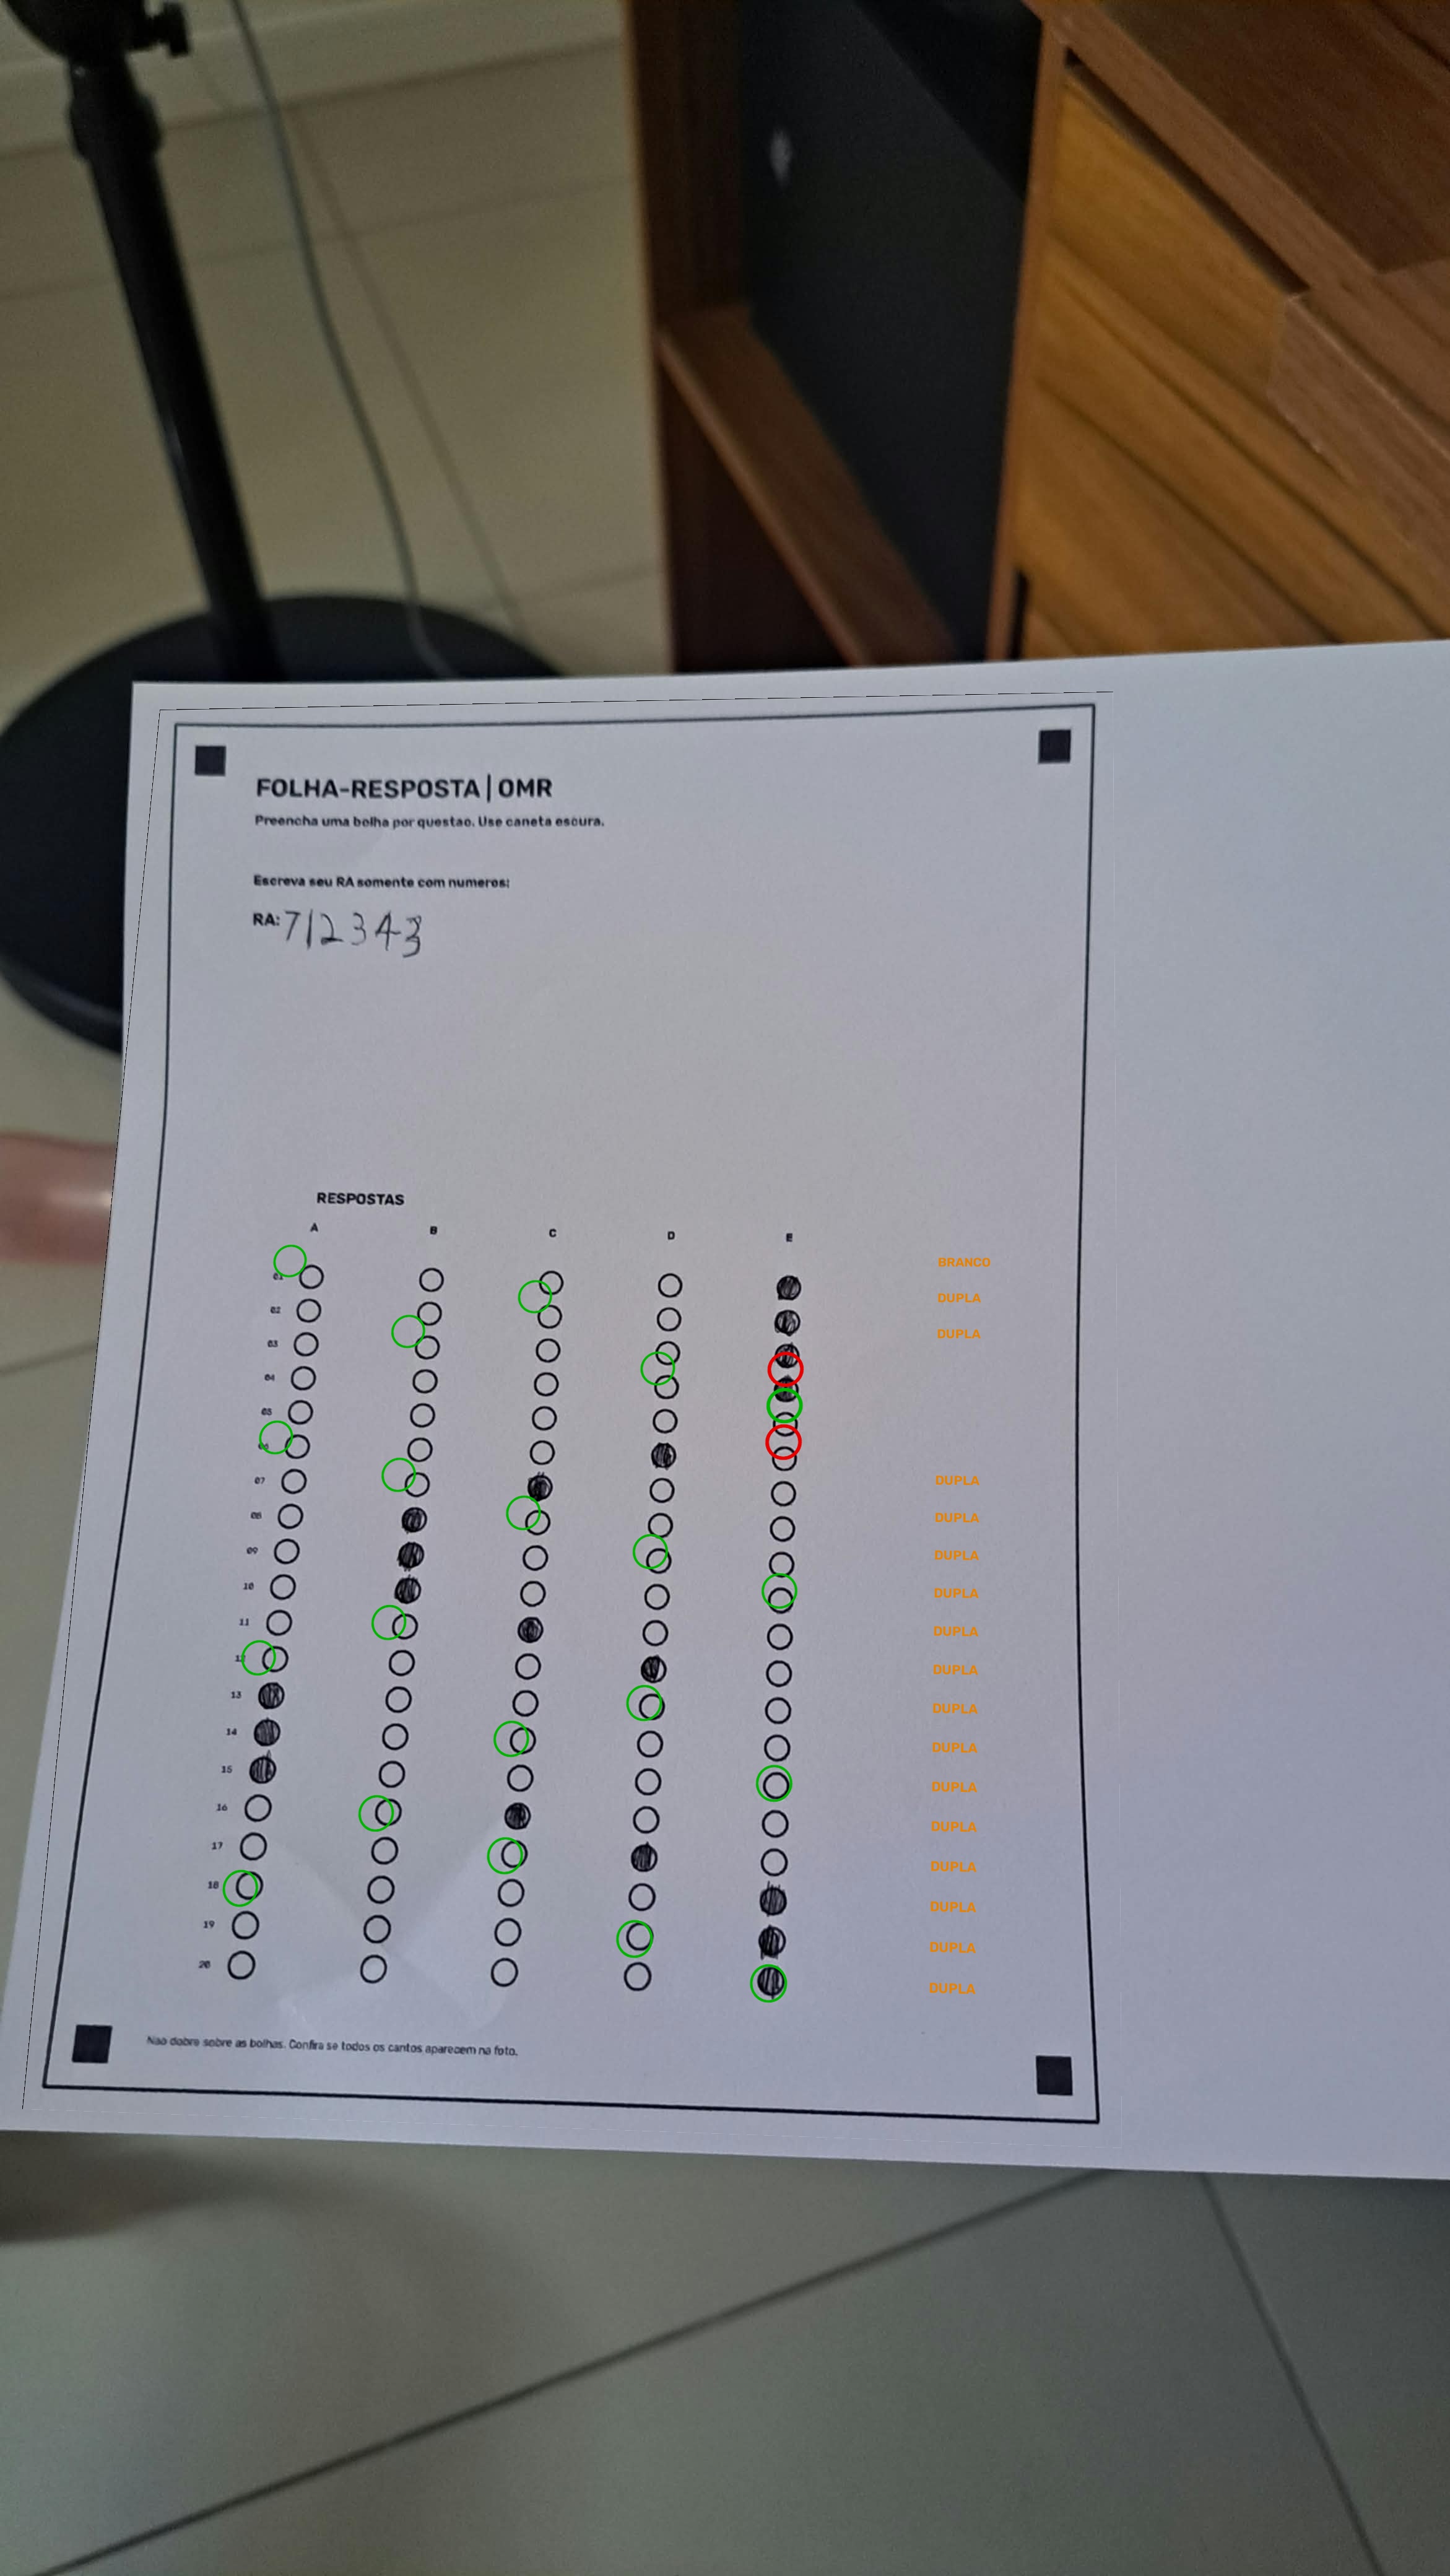 FOLHA-RESPOSTA | OMR
Preencha uma bolha por questao. Use caneta escura.
Escreva seu RA somente com numeros:
RA: 712343
RESPOSTAS
A B C D E
01 BRANCO
02 DUPLA
03 DUPLA
04
05
06
07 DUPLA
08 DUPLA
09 DUPLA
10 DUPLA
11 DUPLA
12 DUPLA
13 DUPLA
14 DUPLA
15 DUPLA
16 DUPLA
17 DUPLA
18 DUPLA
19 DUPLA
20 DUPLA
Nao dobre sobre as bolhas. Confira se todos os cantos aparecem na foto.